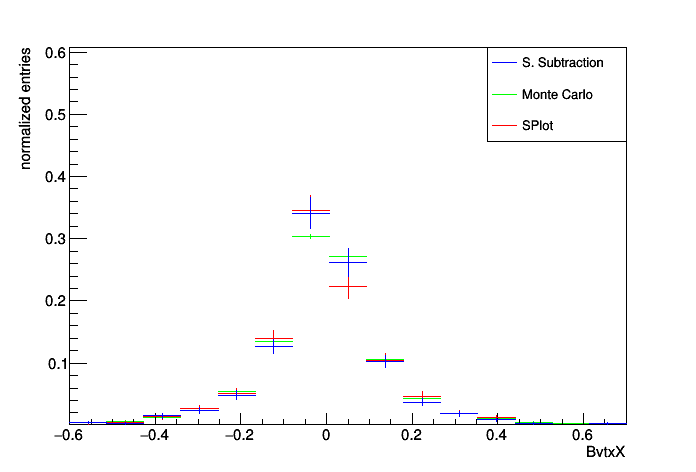 normalized entries
0.6
0.5
0.4
0.3
0.2
0.1
S. Subtraction
Monte Carlo
SPlot
−0.6 −0.4 −0.2 0 0.2 0.4 0.6
BvtxX